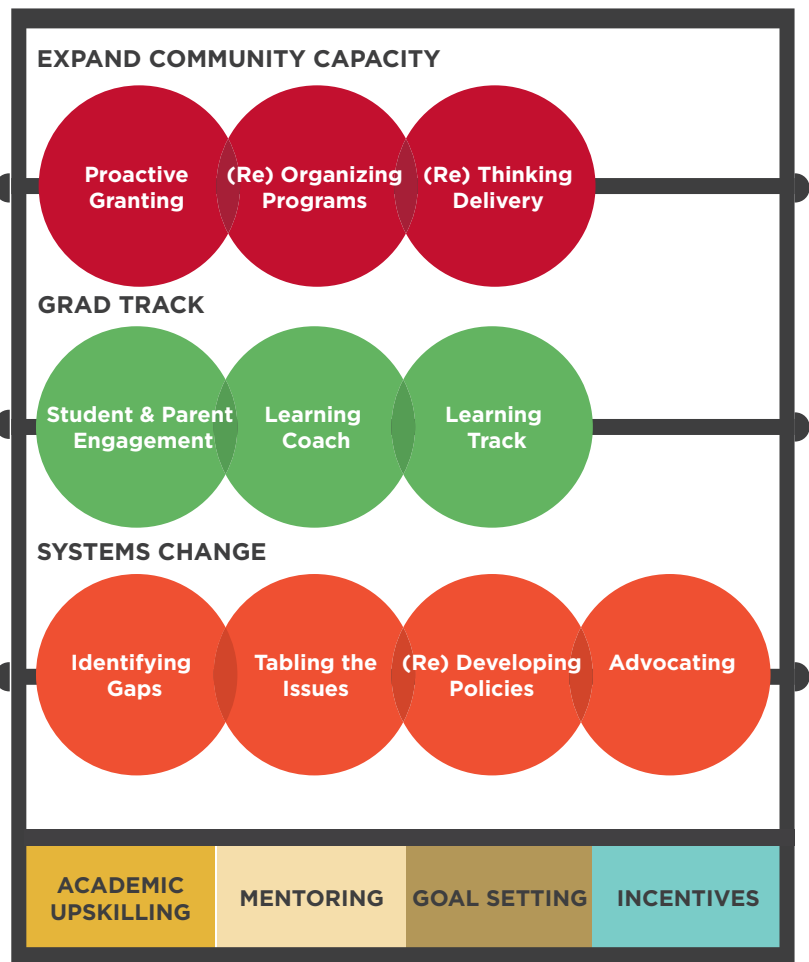 EXPAND COMMUNITY CAPACITY
Proactive
Granting
(Re) Organizing
Programs
(Re) Thinking
Delivery
GRAD TRACK
Student & Parent
Engagement
Learning
Coach
Learning
Track
SYSTEMS CHANGE
Identifying
Gaps
Tabling the
Issues
(Re) Developing
Policies
Advocating
ACADEMIC
UPSKILLING
MENTORING
GOAL SETTING
INCENTIVES